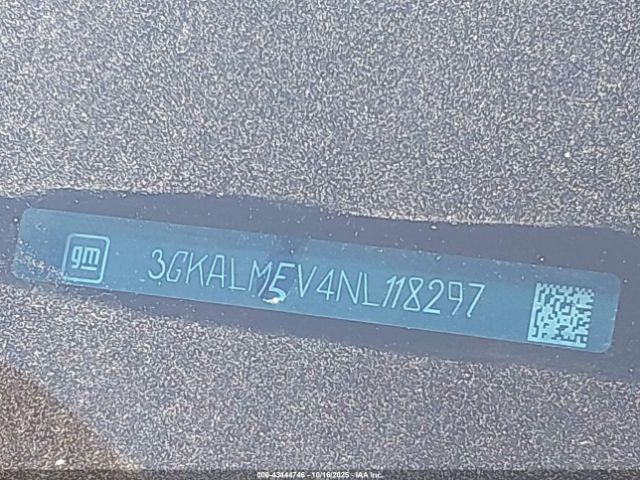 gm 3GKALMEV4NL118297
000-43444746 - 10/16/2025 - IAA Inc.